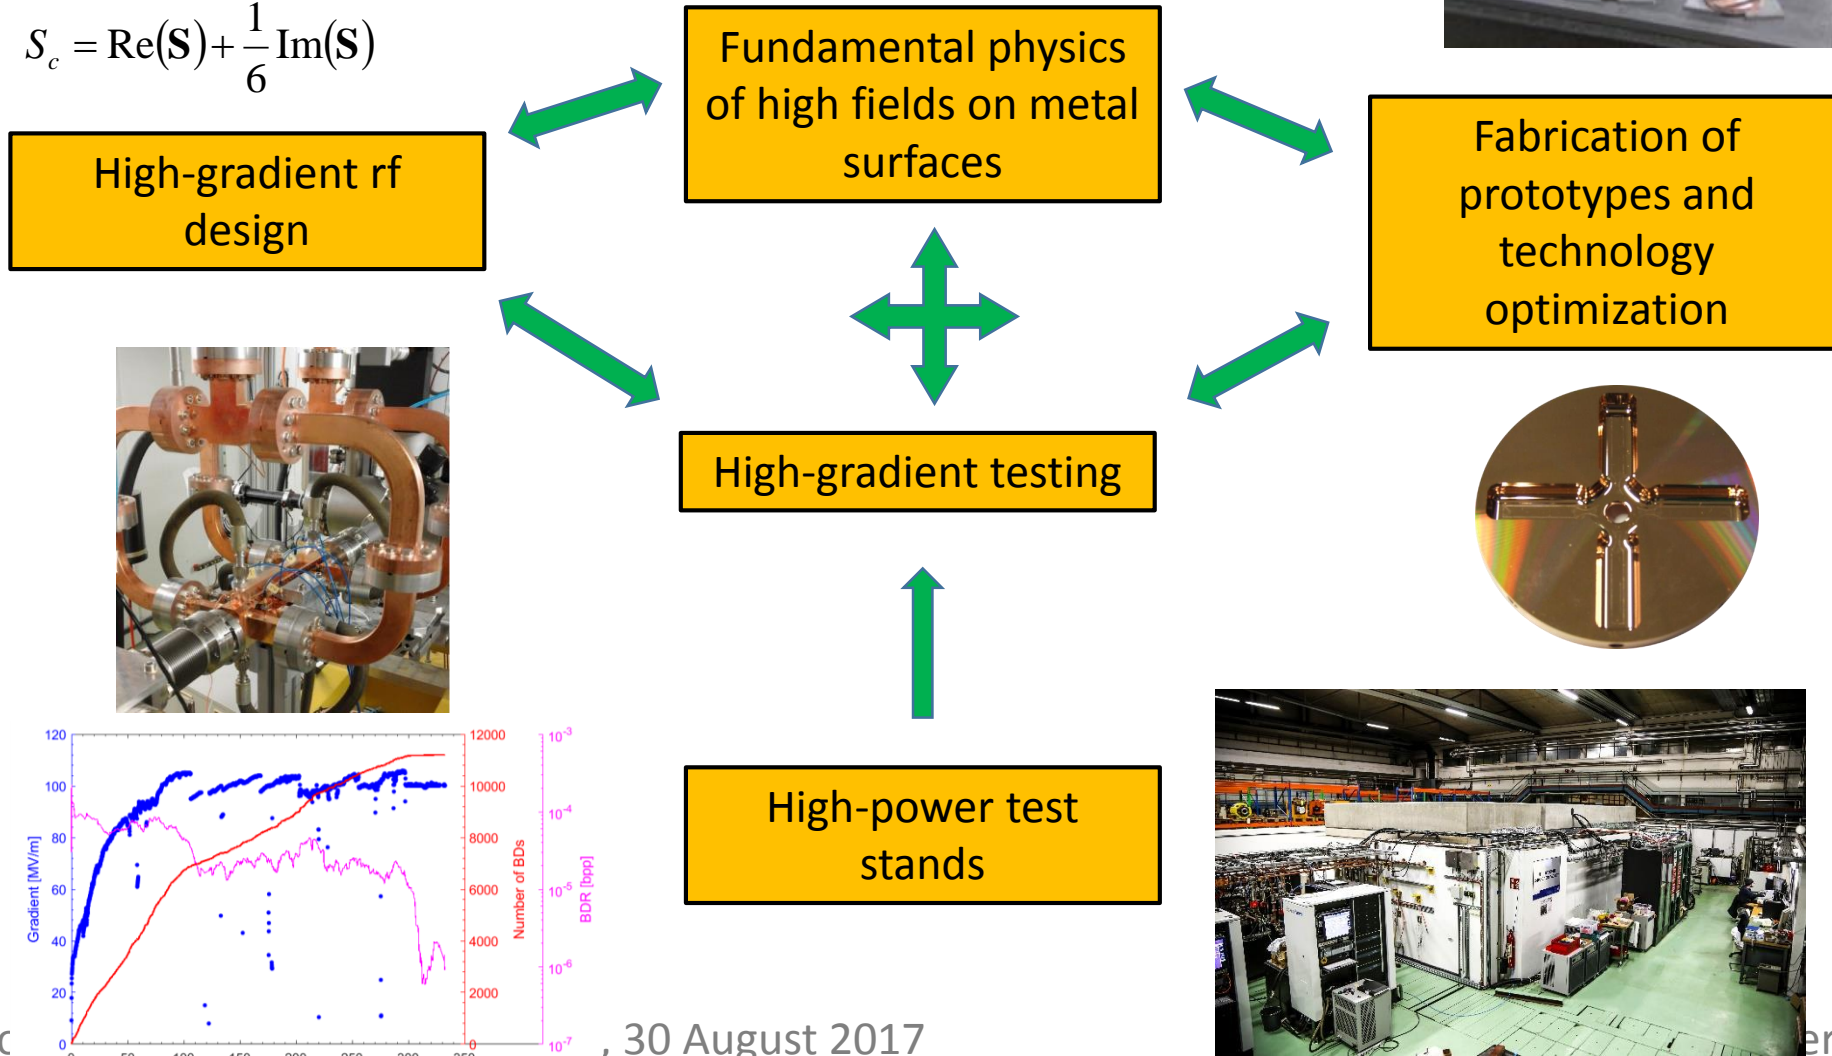 S_c = Re(S) + 1/6 Im(S)
Fundamental physics
of high fields on metal
surfaces
High-gradient rf
design
Fabrication of
prototypes and
technology
optimization
High-gradient testing
High-power test
stands
120
100
80
60
40
20
0
Gradient [MV/m]
12000
10000
8000
6000
4000
2000
0
Number of BDs
10^-3
10^-4
10^-5
10^-6
10^-7
BDR [bpp]
, 30 August 2017